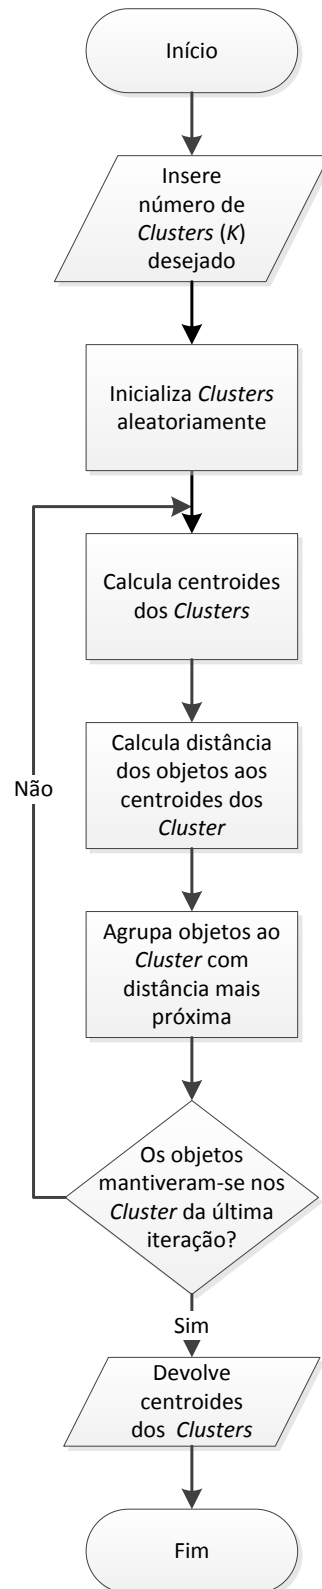 Início
Insere
número de
Clusters (K)
desejado
Inicializa Clusters
aleatoriamente
Calcula centroides
dos Clusters
Calcula distância
dos objetos aos
centroides dos
Cluster
Não
Agrupa objetos ao
Cluster com
distância mais
próxima
Os objetos
mantiveram-se nos
Cluster da última
iteração?
Sim
Devolve
centroides
dos Clusters
Fim